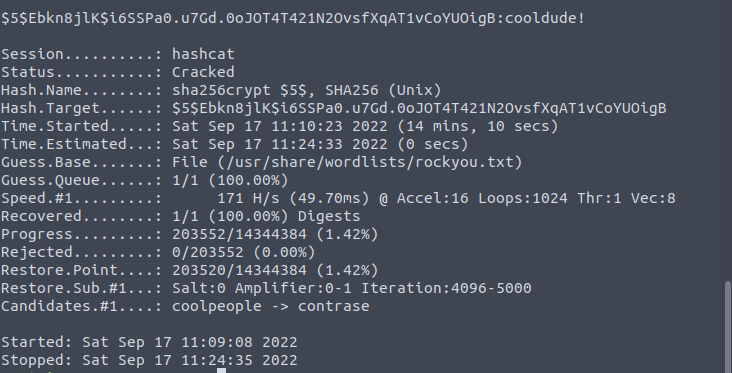 $5$Ebkn8jlK$i6SSPa0.u7Gd.0oJOT4T421N2OvsfXqAT1vCoYUOigB:cooldude!
Session..........: hashcat
Status...........: Cracked
Hash.Name........: sha256crypt $5$, SHA256 (Unix)
Hash.Target......: $5$Ebkn8jlK$i6SSPa0.u7Gd.0oJOT4T421N2OvsfXqAT1vCoYUOigB
Time.Started.....: Sat Sep 17 11:10:23 2022 (14 mins, 10 secs)
Time.Estimated...: Sat Sep 17 11:24:33 2022 (0 secs)
Guess.Base.......: File (/usr/share/wordlists/rockyou.txt)
Guess.Queue......: 1/1 (100.00%)
Speed.#1.........:      171 H/s (49.70ms) @ Accel:16 Loops:1024 Thr:1 Vec:8
Recovered........: 1/1 (100.00%) Digests
Progress.........: 203552/14344384 (1.42%)
Rejected.........: 0/203552 (0.00%)
Restore.Point....: 203520/14344384 (1.42%)
Restore.Sub.#1...: Salt:0 Amplifier:0-1 Iteration:4096-5000
Candidates.#1....: coolpeople -> contrase
Started: Sat Sep 17 11:09:08 2022
Stopped: Sat Sep 17 11:24:35 2022